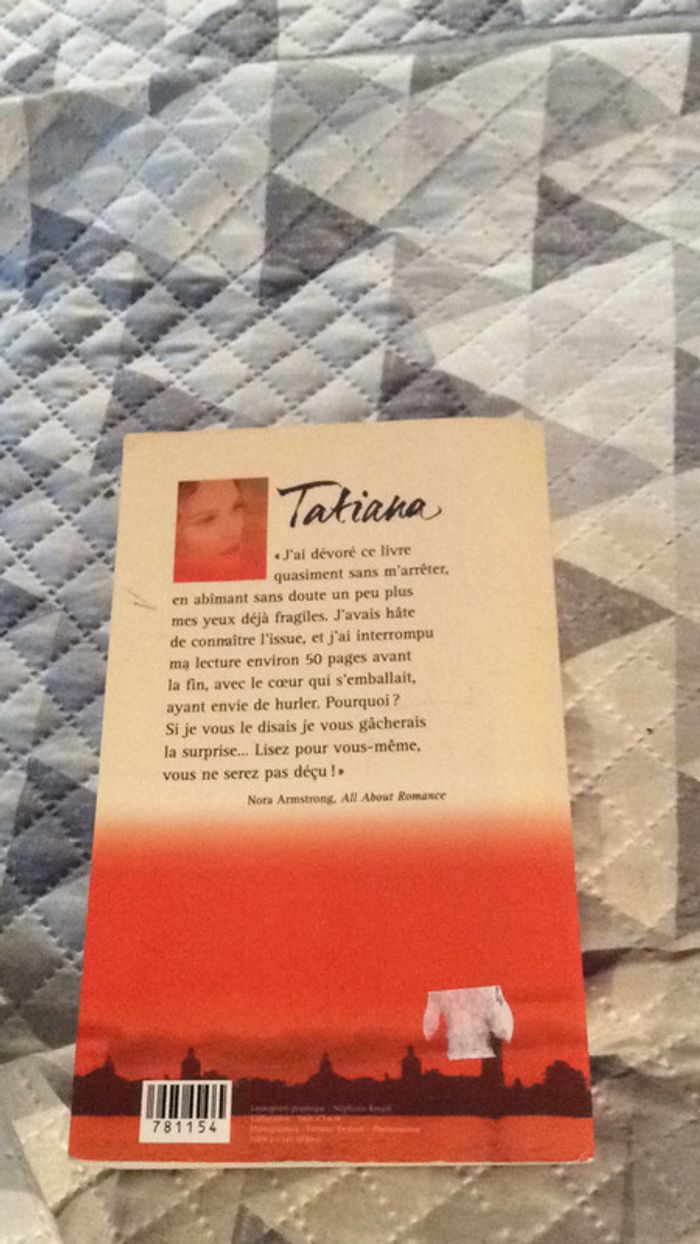 Tatiana
« J'ai dévoré ce livre
quasiment sans m'arrêter,
en abîmant sans doute un peu plus
mes yeux déjà fragiles. J'avais hâte
de connaître l'issue, et j'ai interrompu
ma lecture environ 50 pages avant
la fin, avec le cœur qui s'emballait,
ayant envie de hurler. Pourquoi ?
Si je vous le disais je vous gâcherais
la surprise... Lisez pour vous-même,
vous ne serez pas déçu ! »
Nora Armstrong, All About Romance
781154